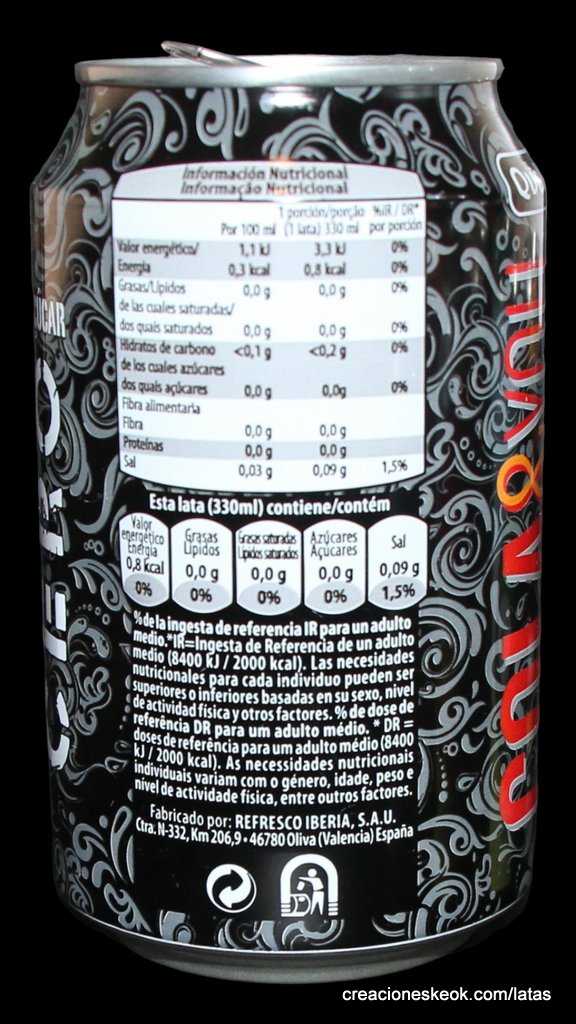 Información Nutricional
Informação Nutricional
1 porción/porção %IR / DR*
Por 100 ml (1 lata) 330 ml por porción
Valor energético/ 1,1 kJ 3,3 kJ 0%
Energia 0,3 kcal 0,8 kcal 0%
Grasas/Lípidos 0,0 g 0,0 g 0%
de las cuales saturadas/
dos quais saturados 0,0 g 0,0 g 0%
Hidratos de carbono <0,1 g <0,2 g 0%
de los cuales azúcares
dos quais açúcares 0,0 g 0,0g 0%
Fibra alimentaria
Fibra 0,0 g 0,0 g
Proteínas 0,0 g 0,0 g
Sal 0,03 g 0,09 g 1,5%
Esta lata (330ml) contiene/contém
Valor energético Energia 0,8 kcal 0%
Grasas Lípidos 0,0 g 0%
Grasas saturadas Lípidos saturados 0,0 g 0%
Azúcares Açúcares 0,0 g 0%
Sal 0,09 g 1,5%
% de la ingesta de referencia IR para un adulto
medio.*IR=Ingesta de Referencia de un adulto
medio (8400 kJ / 2000 kcal). Las necesidades
nutricionales para cada individuo pueden ser
superiores o inferiores basadas en su sexo, nivel
de actividad física y otros factores. % de dose de
referência DR para um adulto médio. * DR =
doses de referência para um adulto médio (8400
kJ / 2000 kcal). As necessidades nutricionais
individuais variam com o género, idade, peso e
nível de actividade física, entre outros factores.
Fabricado por: REFRESCO IBERIA, S.A.U.
Ctra. N-332, Km 206,9 • 46780 Oliva (Valencia) España
CERO
creacioneskeok.com/latas